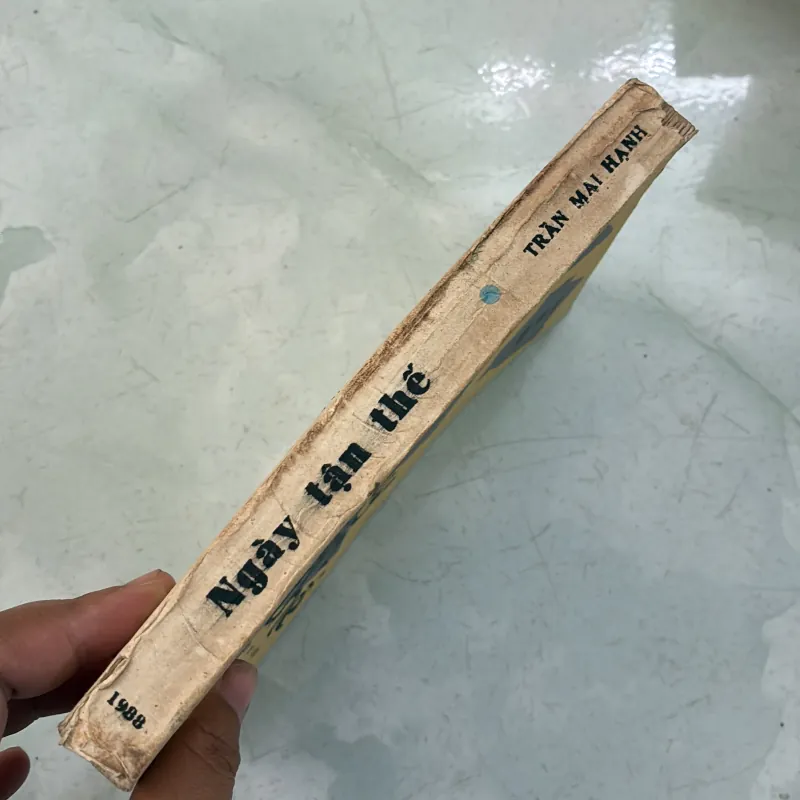 TRẦN MAI HẠNH
Ngày tận thế
1988